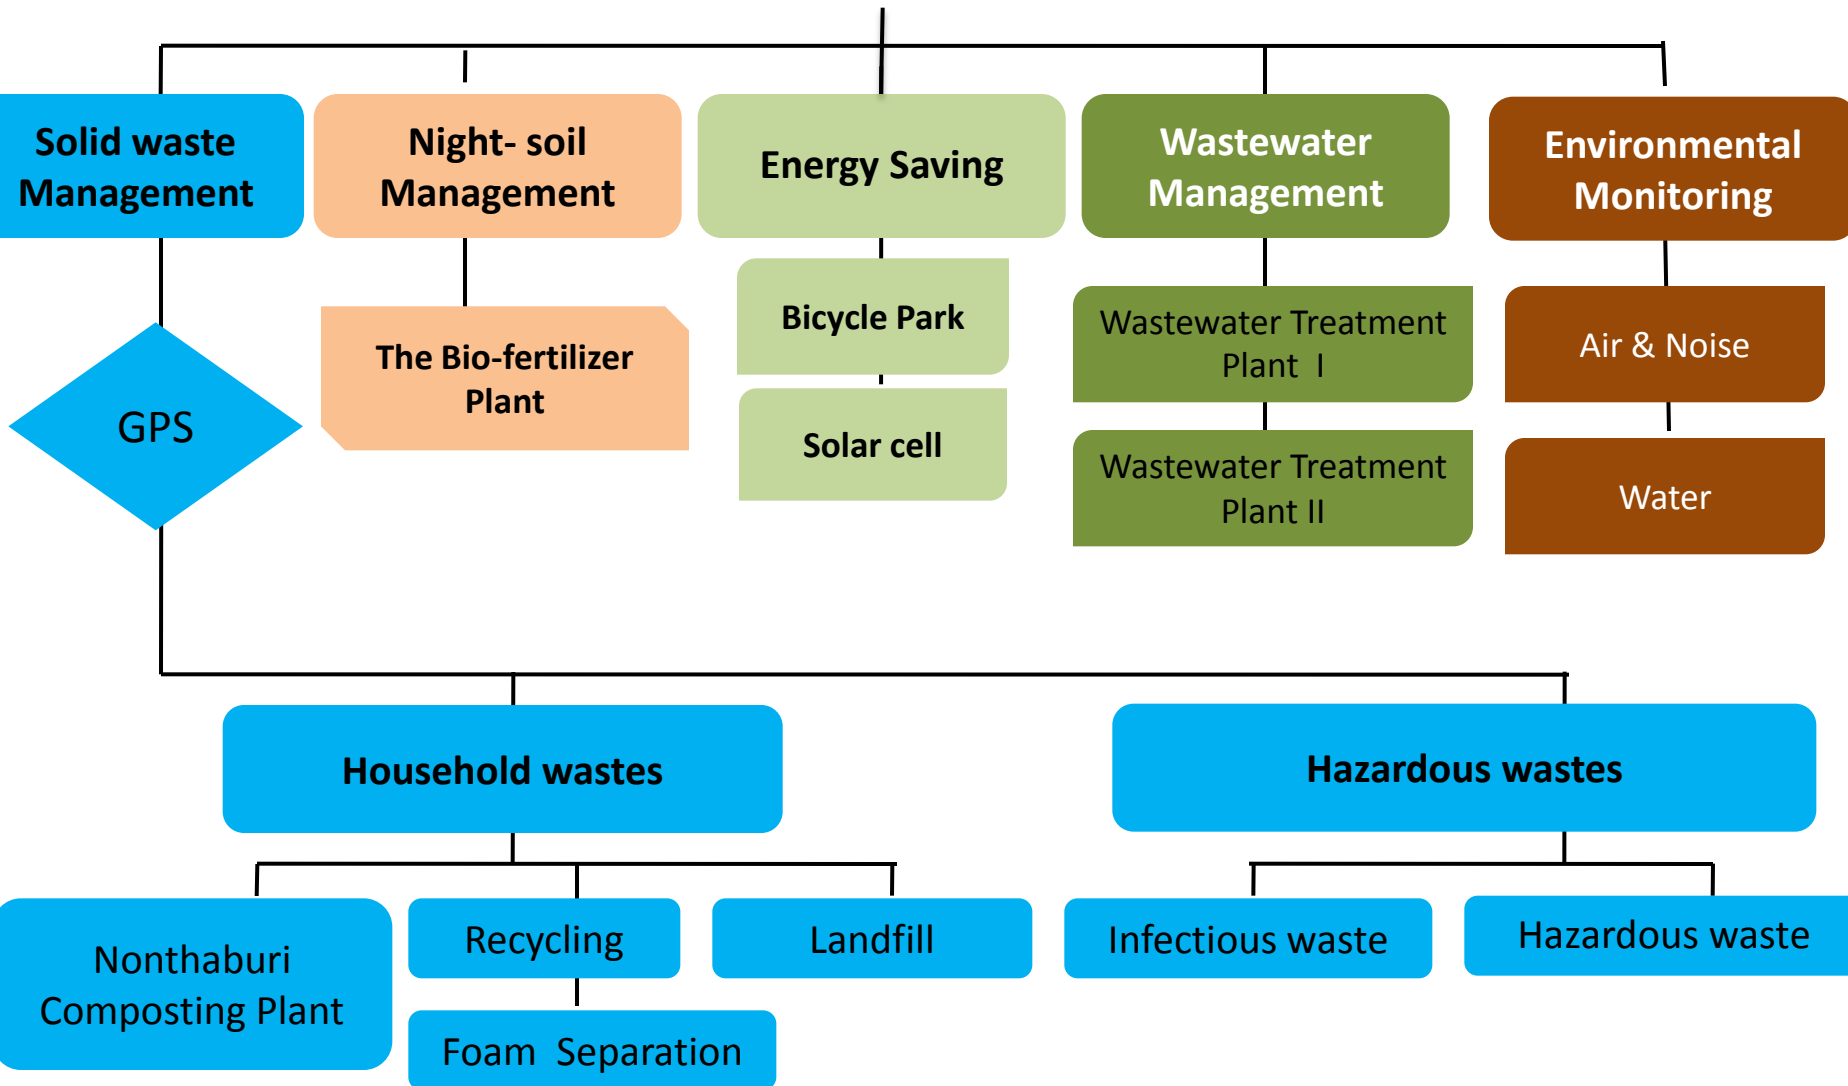 Solid waste
Management
Night- soil
Management
Energy Saving
Wastewater
Management
Environmental
Monitoring
GPS
The Bio-fertilizer
Plant
Bicycle Park
Solar cell
Wastewater Treatment
Plant I
Wastewater Treatment
Plant II
Air & Noise
Water
Household wastes
Hazardous wastes
Nonthaburi
Composting Plant
Recycling
Foam Separation
Landfill
Infectious waste
Hazardous waste